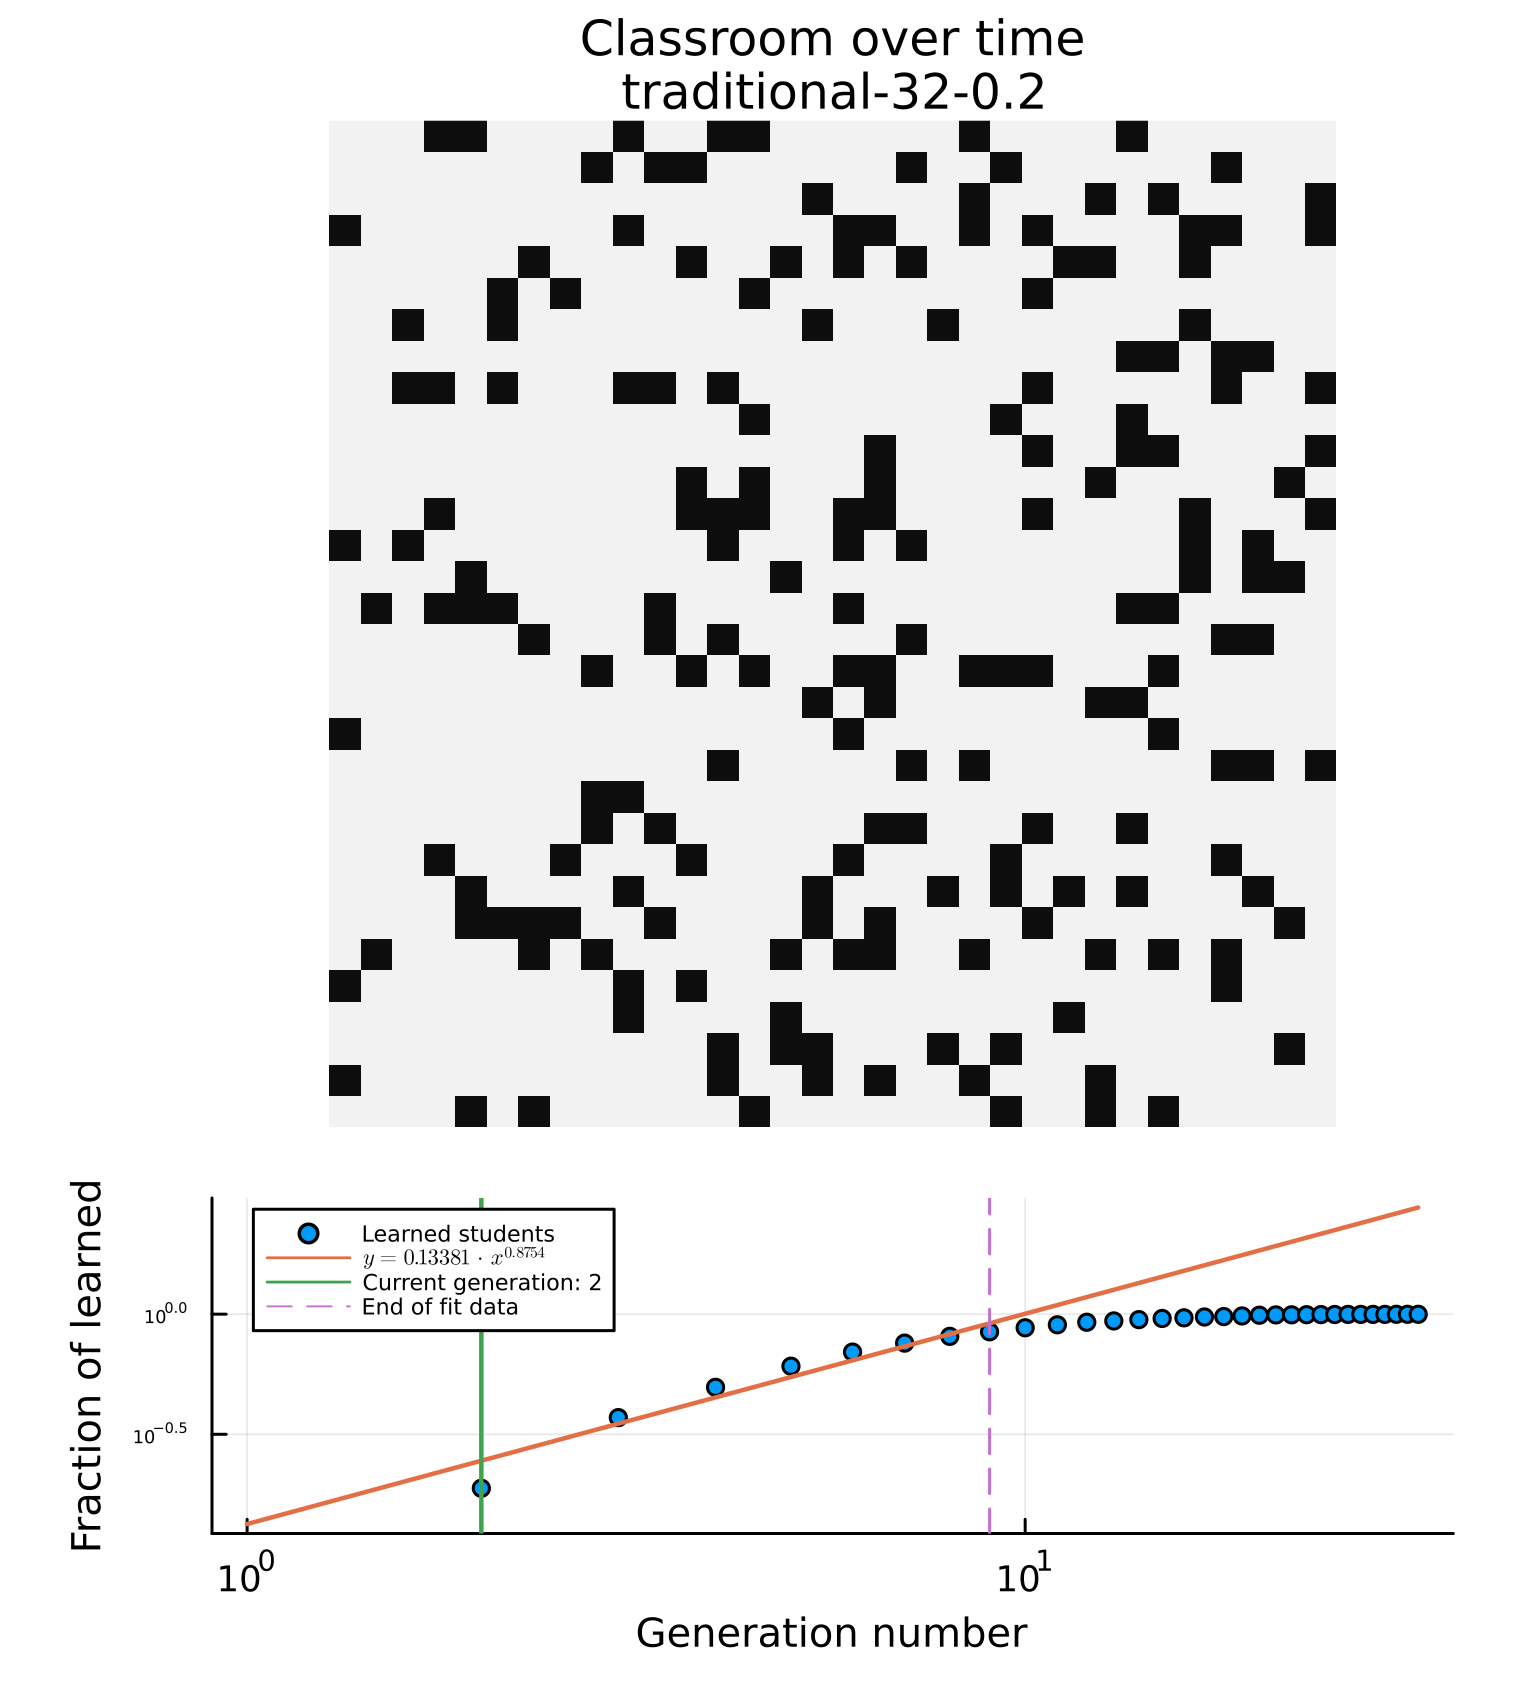 Classroom over time
traditional-32-0.2
Fraction of learned
Learned students
y = 0.13381 · x^0.8754
Current generation: 2
End of fit data
10^0.0
10^−0.5
10^0
10^1
Generation number